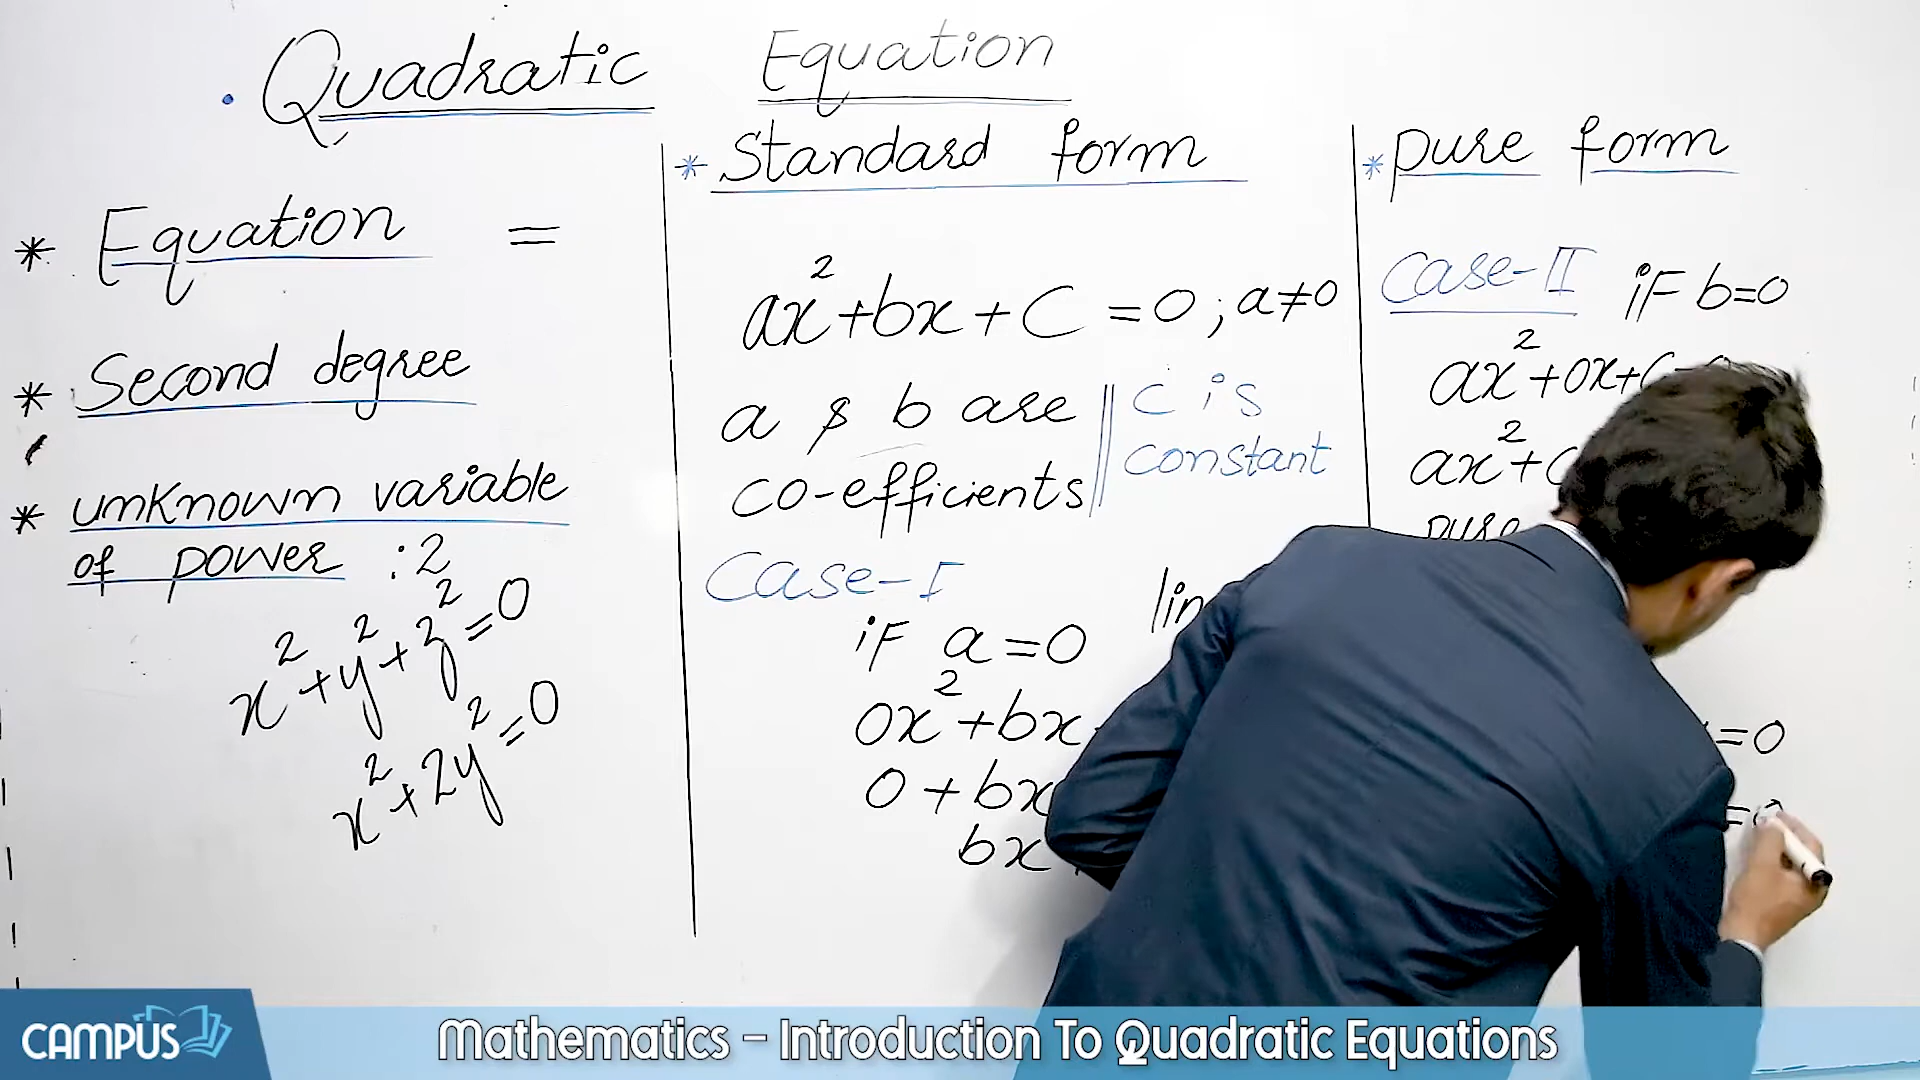 Quadratic Equation
* Equation =
* Second degree
* unknown variable
of power : 2
x²+y²+z²=0
x²+2y²=0
* Standard form
ax²+bx+C=0; a≠0
a & b are
co-efficients
C is
constant
Case-I
if a=0
0x²+bx
0+bx
bx
* pure form
Case-II if b=0
ax²+0x+C
ax²+C
pure
=0
CAMPUS
Mathematics – Introduction To Quadratic Equations